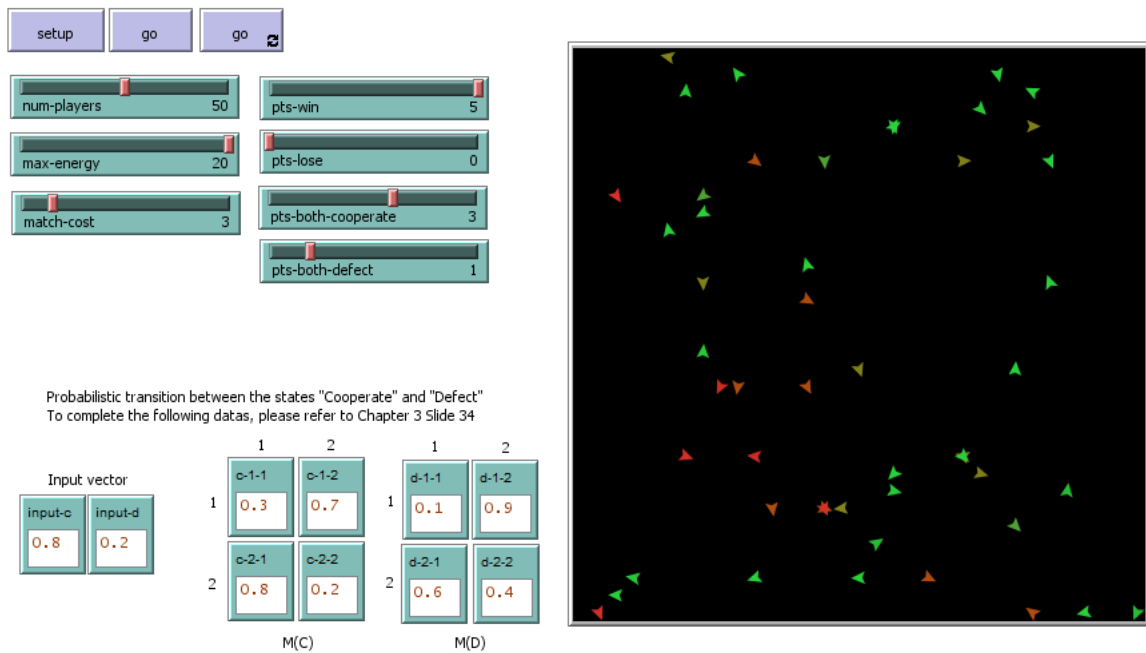 setup go go
num-players 50
max-energy 20
match-cost 3
pts-win 5
pts-lose 0
pts-both-cooperate 3
pts-both-defect 1
Probabilistic transition between the states "Cooperate" and "Defect"
To complete the following datas, please refer to Chapter 3 Slide 34
Input vector
input-c input-d
0.8 0.2
1 2
1
c-1-1 c-1-2
0.3 0.7
2
c-2-1 c-2-2
0.8 0.2
M(C)
1 2
1
d-1-1 d-1-2
0.1 0.9
2
d-2-1 d-2-2
0.6 0.4
M(D)